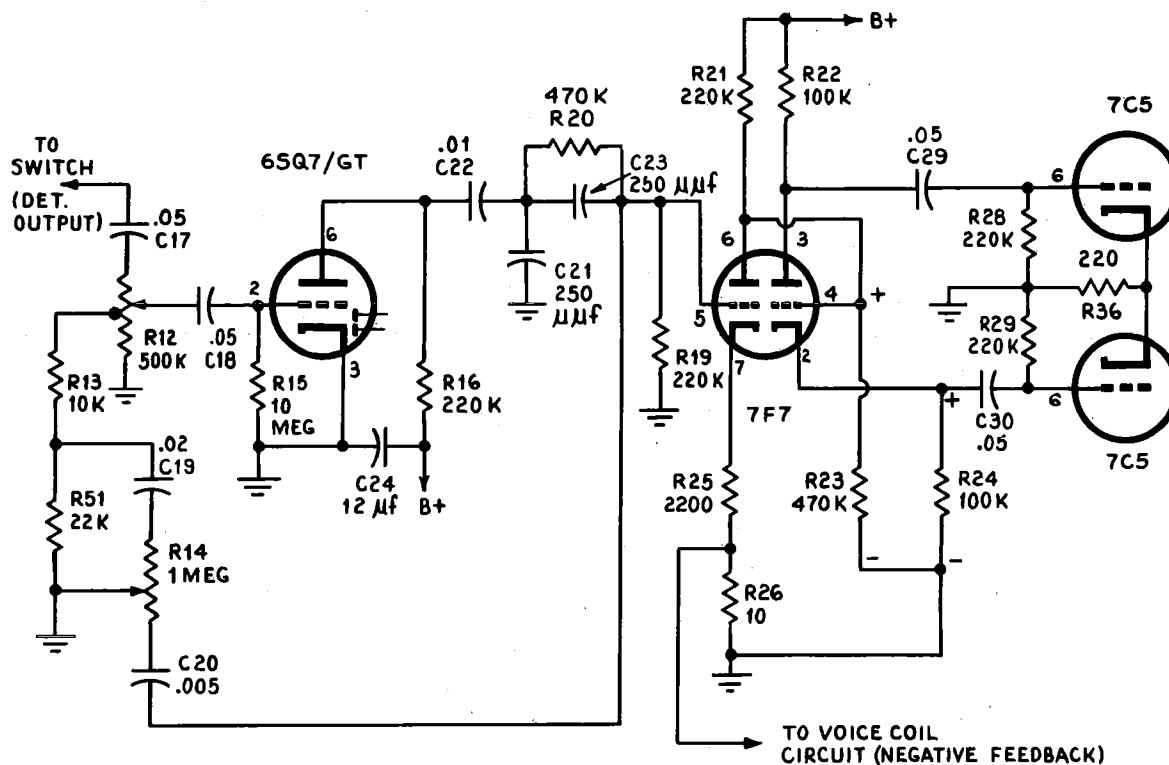 B+
R21
220K
R22
100K
7C5
470K
R20
TO
SWITCH
(DET.
OUTPUT)
6SQ7/GT
.01
C22
C23
250 μμf
.05
C29
6
.05
C17
6
6
3
R28
220K
2
C21
250
μμf
220
4
+
5
R36
R12
500K
.05
C18
R19
220K
7
2
R29
220K
3
R13
10K
R15
10
MEG
R16
220K
7F7
+
6
C30
.05
.02
C19
C24
12 μf
B+
R25
2200
R23
470K
R24
100K
7C5
R51
22K
R14
1 MEG
-
-
R26
10
C20
.005
TO VOICE COIL
CIRCUIT (NEGATIVE FEEDBACK)